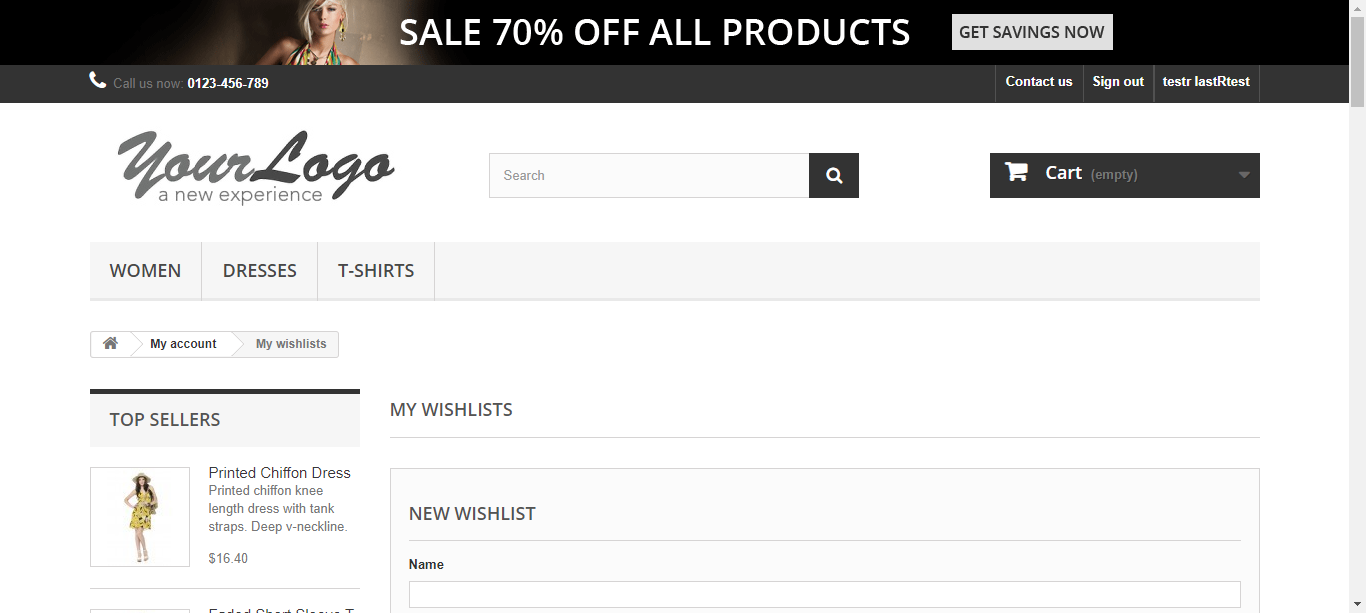 SALE 70% OFF ALL PRODUCTS
GET SAVINGS NOW
Call us now: 0123-456-789
Contact us
Sign out
testr lastRtest
Your Logo
a new experience
Search
Cart (empty)
WOMEN
DRESSES
T-SHIRTS
My account
My wishlists
TOP SELLERS
Printed Chiffon Dress
Printed chiffon knee
length dress with tank
straps. Deep v-neckline.
$16.40
MY WISHLISTS
NEW WISHLIST
Name